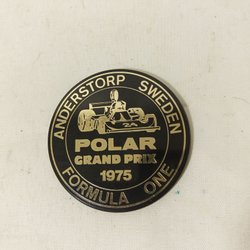 ANDERSTORP SWEDEN
POLAR
GRAND PRIX
1975
FORMULA ONE